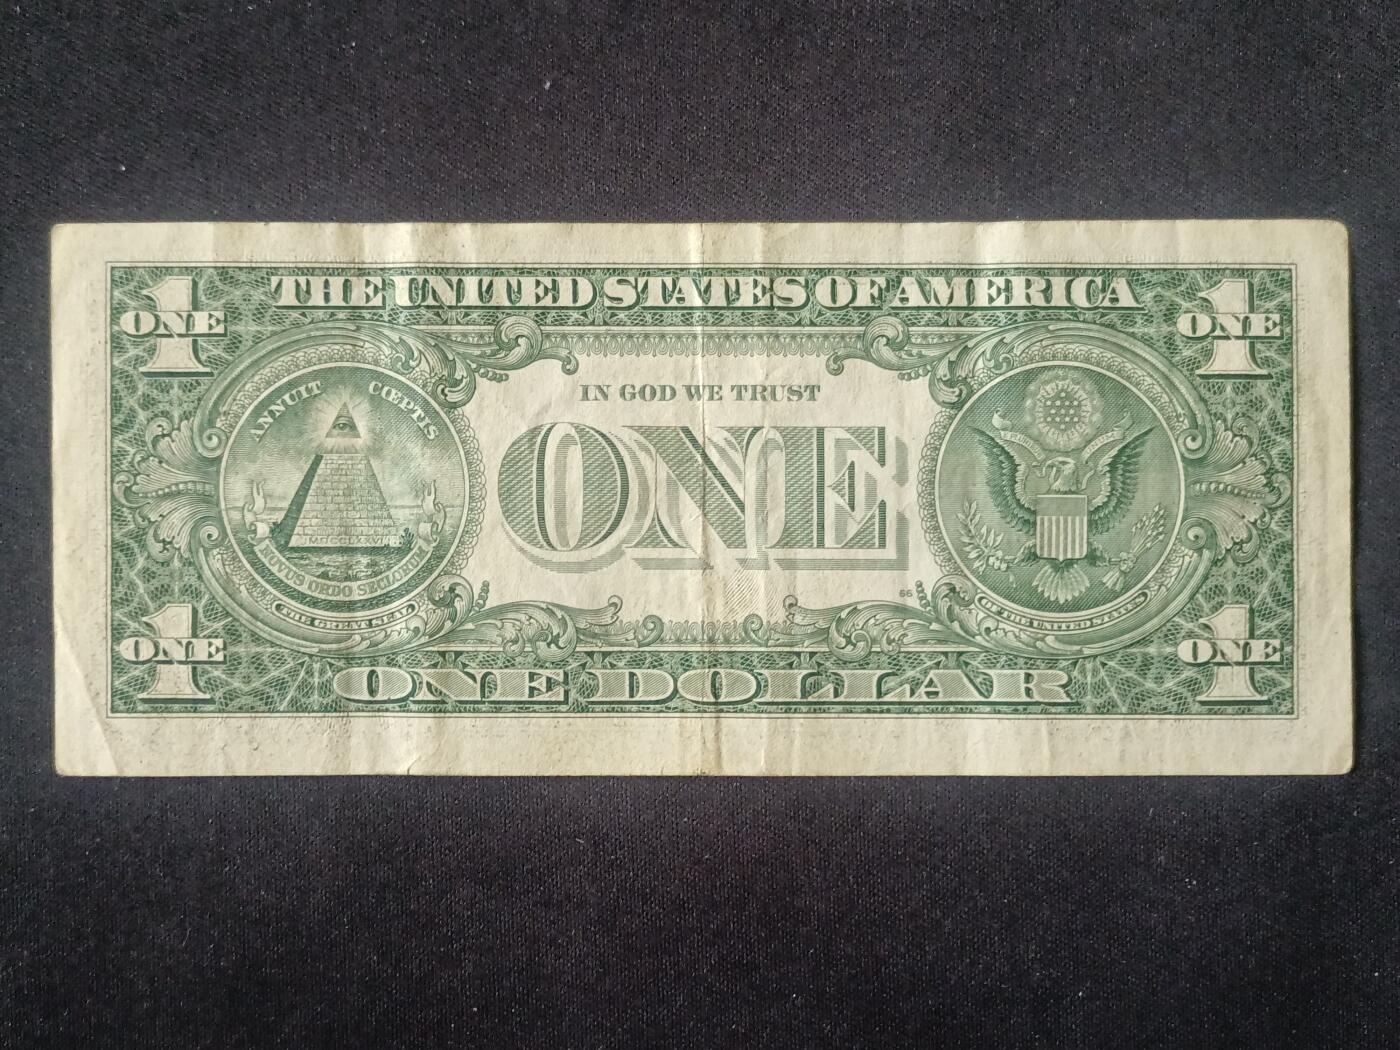 THE UNITED STATES OF AMERICA
1
ONE
1
ONE
ANNUIT CŒPTIS
IN GOD WE TRUST
ONE
MDCCLXXVI
NOVUS ORDO SECLORUM
THE GREAT SEAL
66
OF THE UNITED STATES
1
ONE
1
ONE
ONE DOLLAR